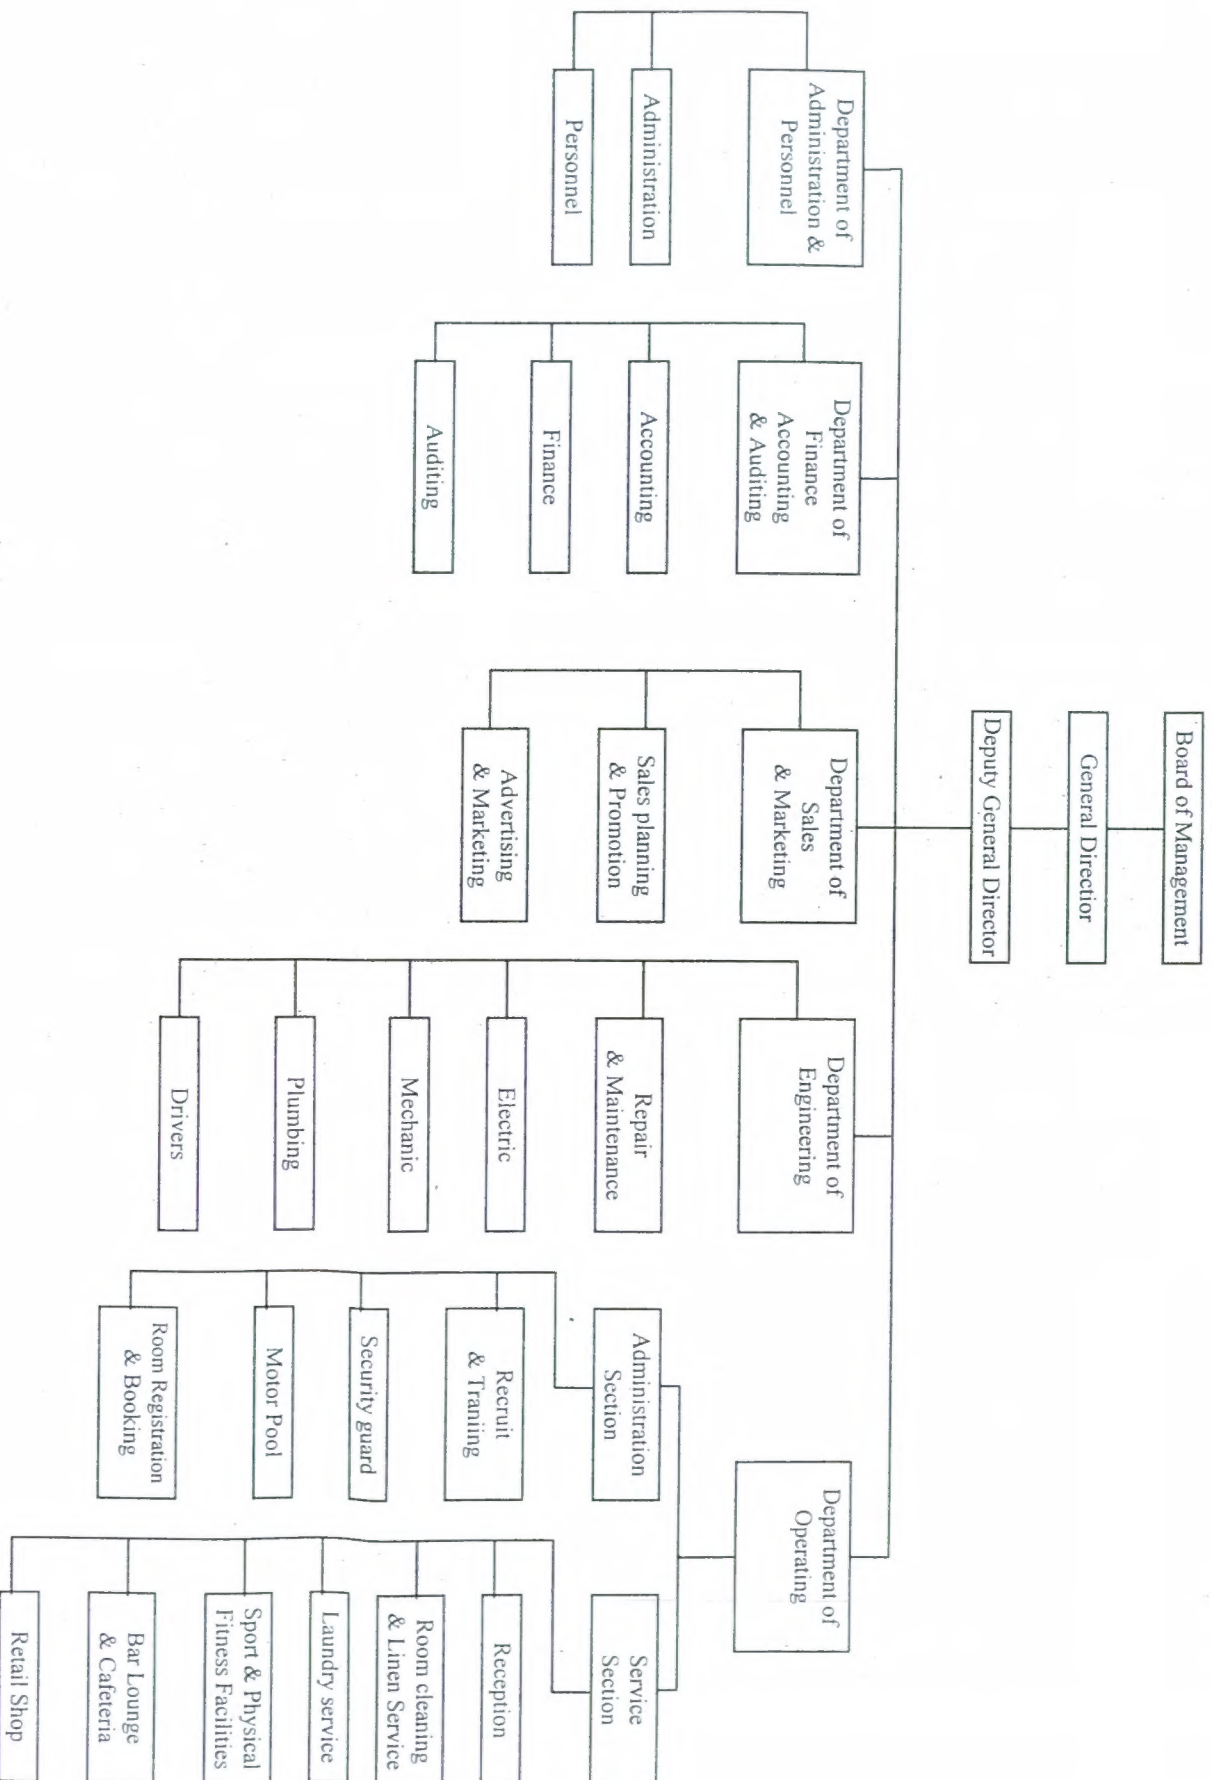 Board of Management
General Directior
Deputy General Director
Department of
Administration &
Personnel
Administration
Personnel
Department of
Finance
Accounting
& Auditing
Accounting
Finance
Auditing
Department of
Sales
& Marketing
Sales planning
& Promotion
Advertising
& Marketing
Department of
Engineering
Repair
& Maintenance
Electric
Mechanic
Plumbing
Drivers
Department of
Operating
Administration
Section
Recruit
& Traniing
Security guard
Motor Pool
Room Registration
& Booking
Service
Section
Reception
Room cleaning
& Linen Service
Laundry service
Sport & Physical
Fitness Facilities
Bar Lounge
& Cafeteria
Retail Shop